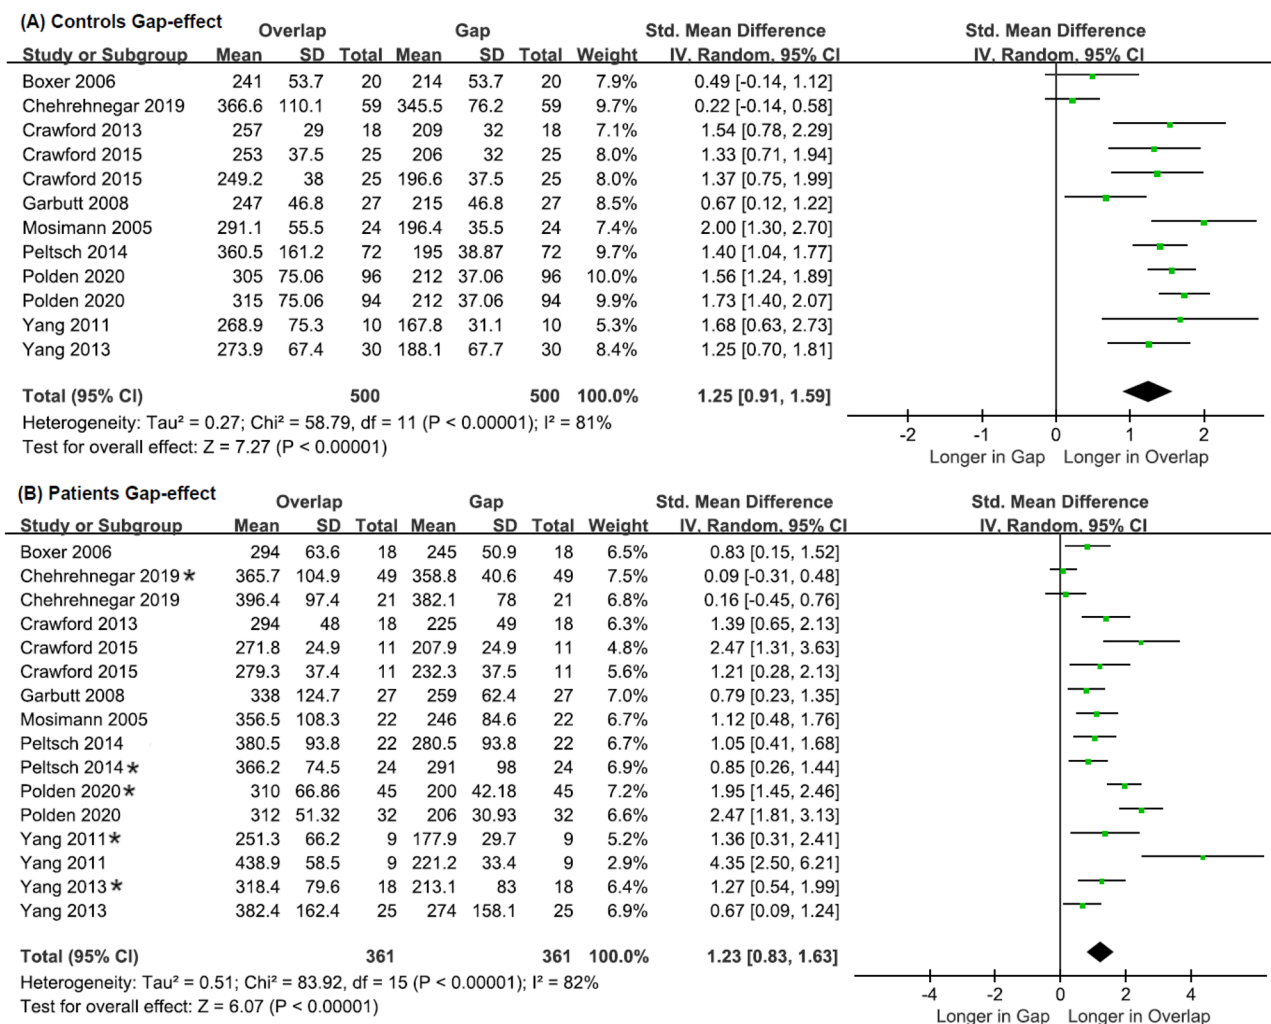 (A) Controls Gap-effect
Overlap Gap Std. Mean Difference Std. Mean Difference
Study or Subgroup Mean SD Total Mean SD Total Weight IV. Random. 95% CI IV. Random. 95% CI
Boxer 2006 241 53.7 20 214 53.7 20 7.9% 0.49 [-0.14, 1.12]
Chehrehnegar 2019 366.6 110.1 59 345.5 76.2 59 9.7% 0.22 [-0.14, 0.58]
Crawford 2013 257 29 18 209 32 18 7.1% 1.54 [0.78, 2.29]
Crawford 2015 253 37.5 25 206 32 25 8.0% 1.33 [0.71, 1.94]
Crawford 2015 249.2 38 25 196.6 37.5 25 8.0% 1.37 [0.75, 1.99]
Garbutt 2008 247 46.8 27 215 46.8 27 8.5% 0.67 [0.12, 1.22]
Mosimann 2005 291.1 55.5 24 196.4 35.5 24 7.4% 2.00 [1.30, 2.70]
Peltsch 2014 360.5 161.2 72 195 38.87 72 9.7% 1.40 [1.04, 1.77]
Polden 2020 305 75.06 96 212 37.06 96 10.0% 1.56 [1.24, 1.89]
Polden 2020 315 75.06 94 212 37.06 94 9.9% 1.73 [1.40, 2.07]
Yang 2011 268.9 75.3 10 167.8 31.1 10 5.3% 1.68 [0.63, 2.73]
Yang 2013 273.9 67.4 30 188.1 67.7 30 8.4% 1.25 [0.70, 1.81]
Total (95% CI) 500 500 100.0% 1.25 [0.91, 1.59]
Heterogeneity: Tau² = 0.27; Chi² = 58.79, df = 11 (P < 0.00001); I² = 81%
Test for overall effect: Z = 7.27 (P < 0.00001)
-2 -1 0 1 2
Longer in Gap Longer in Overlap
(B) Patients Gap-effect
Overlap Gap Std. Mean Difference Std. Mean Difference
Study or Subgroup Mean SD Total Mean SD Total Weight IV. Random. 95% CI IV. Random. 95% CI
Boxer 2006 294 63.6 18 245 50.9 18 6.5% 0.83 [0.15, 1.52]
Chehrehnegar 2019★ 365.7 104.9 49 358.8 40.6 49 7.5% 0.09 [-0.31, 0.48]
Chehrehnegar 2019 396.4 97.4 21 382.1 78 21 6.8% 0.16 [-0.45, 0.76]
Crawford 2013 294 48 18 225 49 18 6.3% 1.39 [0.65, 2.13]
Crawford 2015 271.8 24.9 11 207.9 24.9 11 4.8% 2.47 [1.31, 3.63]
Crawford 2015 279.3 37.4 11 232.3 37.5 11 5.6% 1.21 [0.28, 2.13]
Garbutt 2008 338 124.7 27 259 62.4 27 7.0% 0.79 [0.23, 1.35]
Mosimann 2005 356.5 108.3 22 246 84.6 22 6.7% 1.12 [0.48, 1.76]
Peltsch 2014 380.5 93.8 22 280.5 93.8 22 6.7% 1.05 [0.41, 1.68]
Peltsch 2014★ 366.2 74.5 24 291 98 24 6.9% 0.85 [0.26, 1.44]
Polden 2020★ 310 66.86 45 200 42.18 45 7.2% 1.95 [1.45, 2.46]
Polden 2020 312 51.32 32 206 30.93 32 6.6% 2.47 [1.81, 3.13]
Yang 2011★ 251.3 66.2 9 177.9 29.7 9 5.2% 1.36 [0.31, 2.41]
Yang 2011 438.9 58.5 9 221.2 33.4 9 2.9% 4.35 [2.50, 6.21]
Yang 2013★ 318.4 79.6 18 213.1 83 18 6.4% 1.27 [0.54, 1.99]
Yang 2013 382.4 162.4 25 274 158.1 25 6.9% 0.67 [0.09, 1.24]
Total (95% CI) 361 361 100.0% 1.23 [0.83, 1.63]
Heterogeneity: Tau² = 0.51; Chi² = 83.92, df = 15 (P < 0.00001); I² = 82%
Test for overall effect: Z = 6.07 (P < 0.00001)
-4 -2 0 2 4
Longer in Gap Longer in Overlap